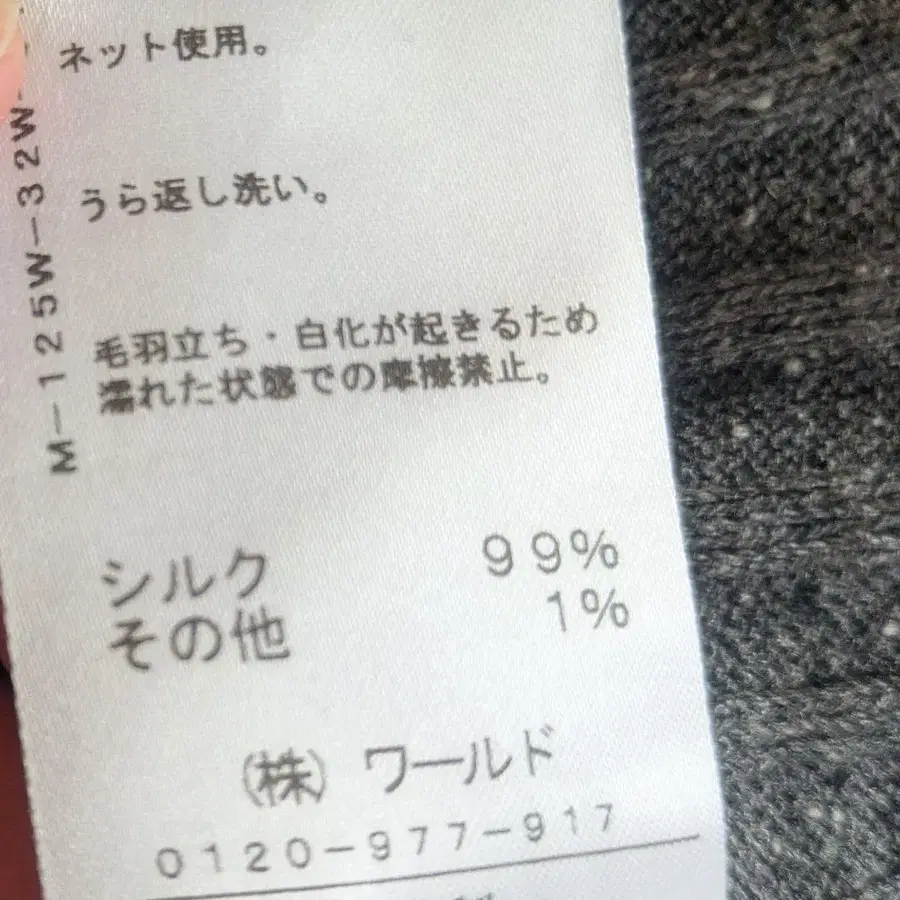 ネット使用。
うら返し洗い。
毛羽立ち・白化が起きるため
濡れた状態での摩擦禁止。
シルク 99%
その他 1%
(株) ワールド
0120-977-917
M-125W-32W-